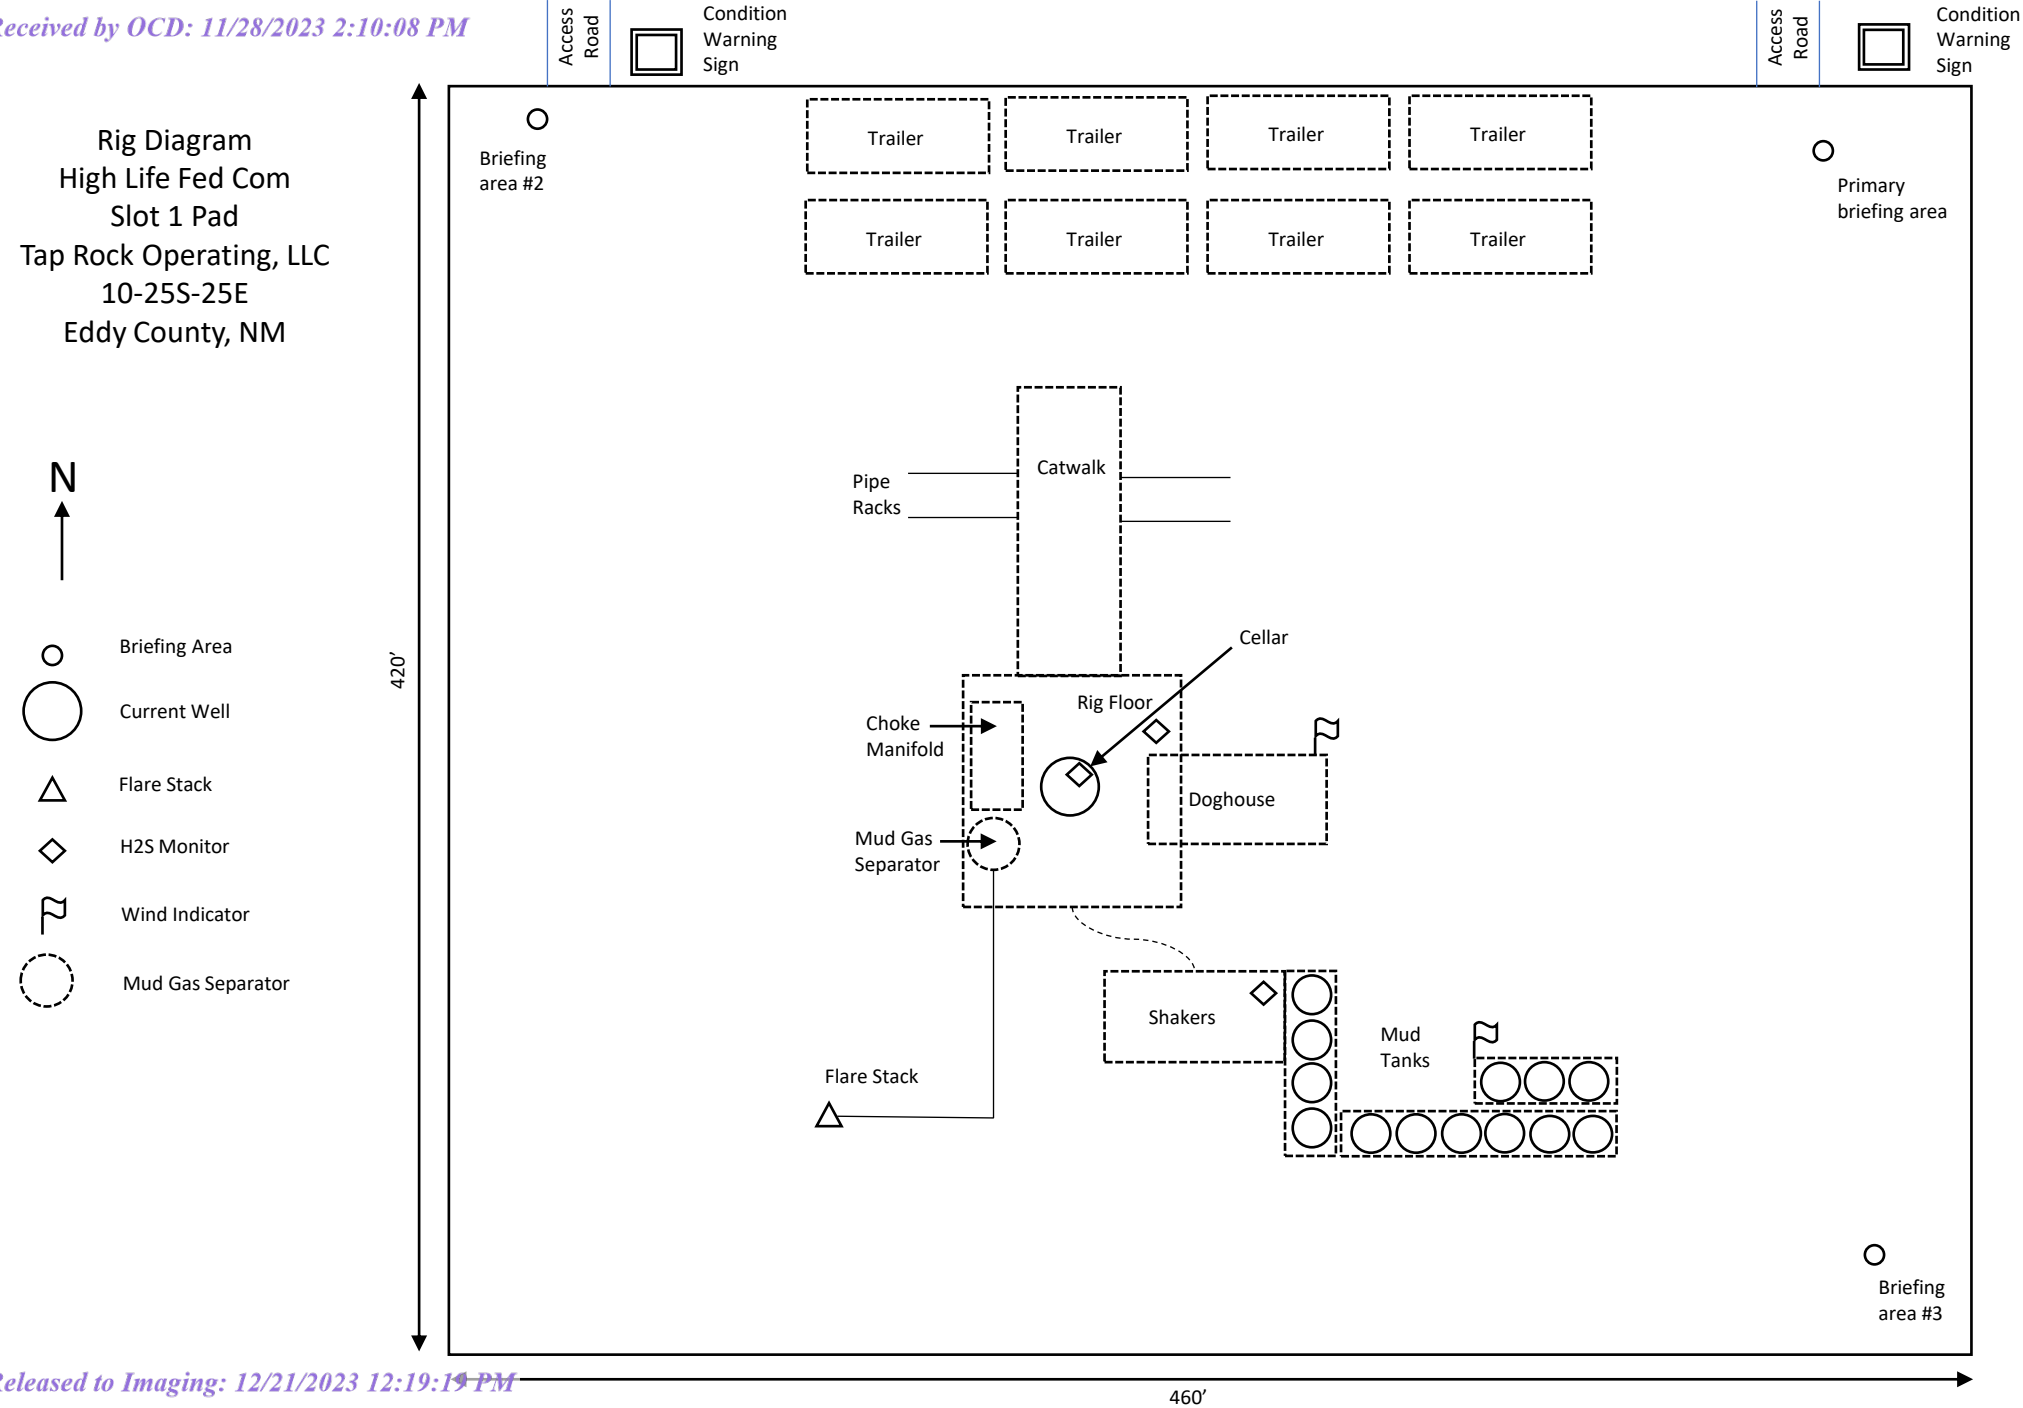 Received by OCD: 11/28/2023 2:10:08 PM
Access
Road
Condition
Warning
Sign
Access
Road
Condition
Warning
Sign
Rig Diagram
High Life Fed Com
Slot 1 Pad
Tap Rock Operating, LLC
10-25S-25E
Eddy County, NM
Briefing
area #2
Trailer
Trailer
Trailer
Trailer
Primary
briefing area
Trailer
Trailer
Trailer
Trailer
N
Catwalk
Pipe
Racks
Briefing Area
Current Well
Flare Stack
H2S Monitor
Wind Indicator
Mud Gas Separator
420’
Cellar
Rig Floor
Choke
Manifold
Doghouse
Mud Gas
Separator
Shakers
Mud
Tanks
Flare Stack
Briefing
area #3
Released to Imaging: 12/21/2023 12:19:19 PM
460’